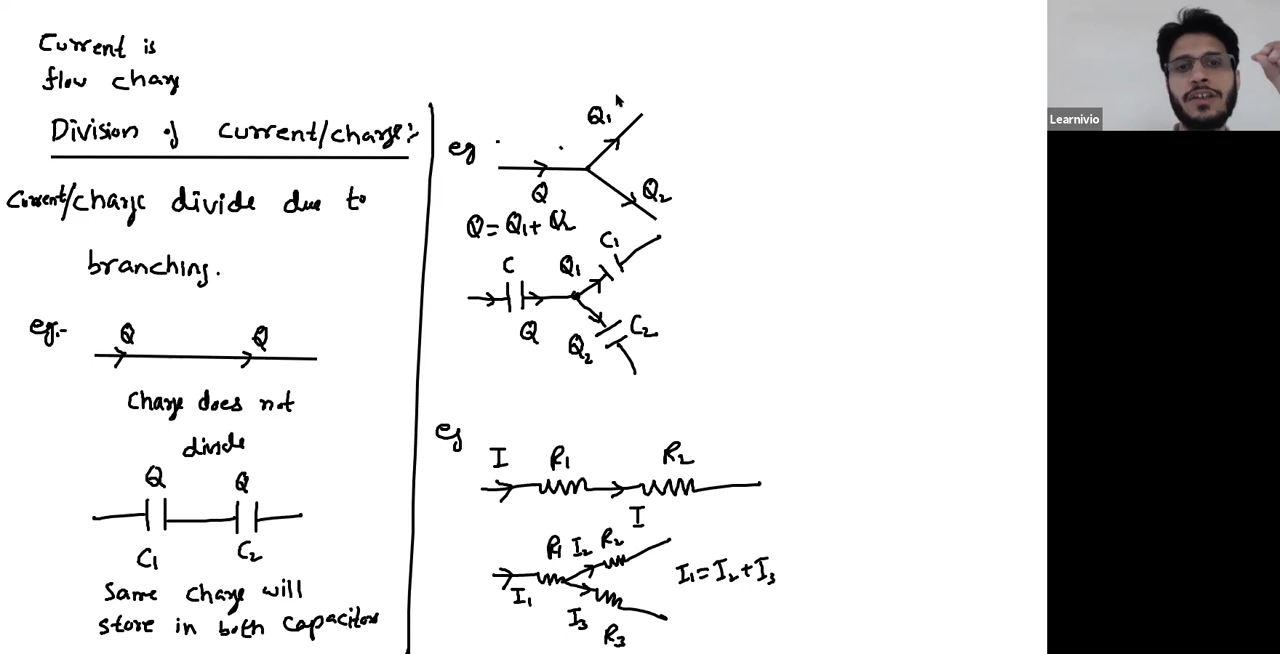 Current is
flow charg
Division of current/charge:-
Current/charge divide due to
branching.
eg:-
Q Q
Charge does not
divide
Q Q
C1 C2
Same charge will
store in both capacitors
eg
Q1
Q
Q2
Q = Q1 + Q2
C1
C Q1
Q
Q2 C2
eg
I R1 R2
I
R1 I2 R2
I1 = I2 + I3
I1
I3
R3
Learnivio